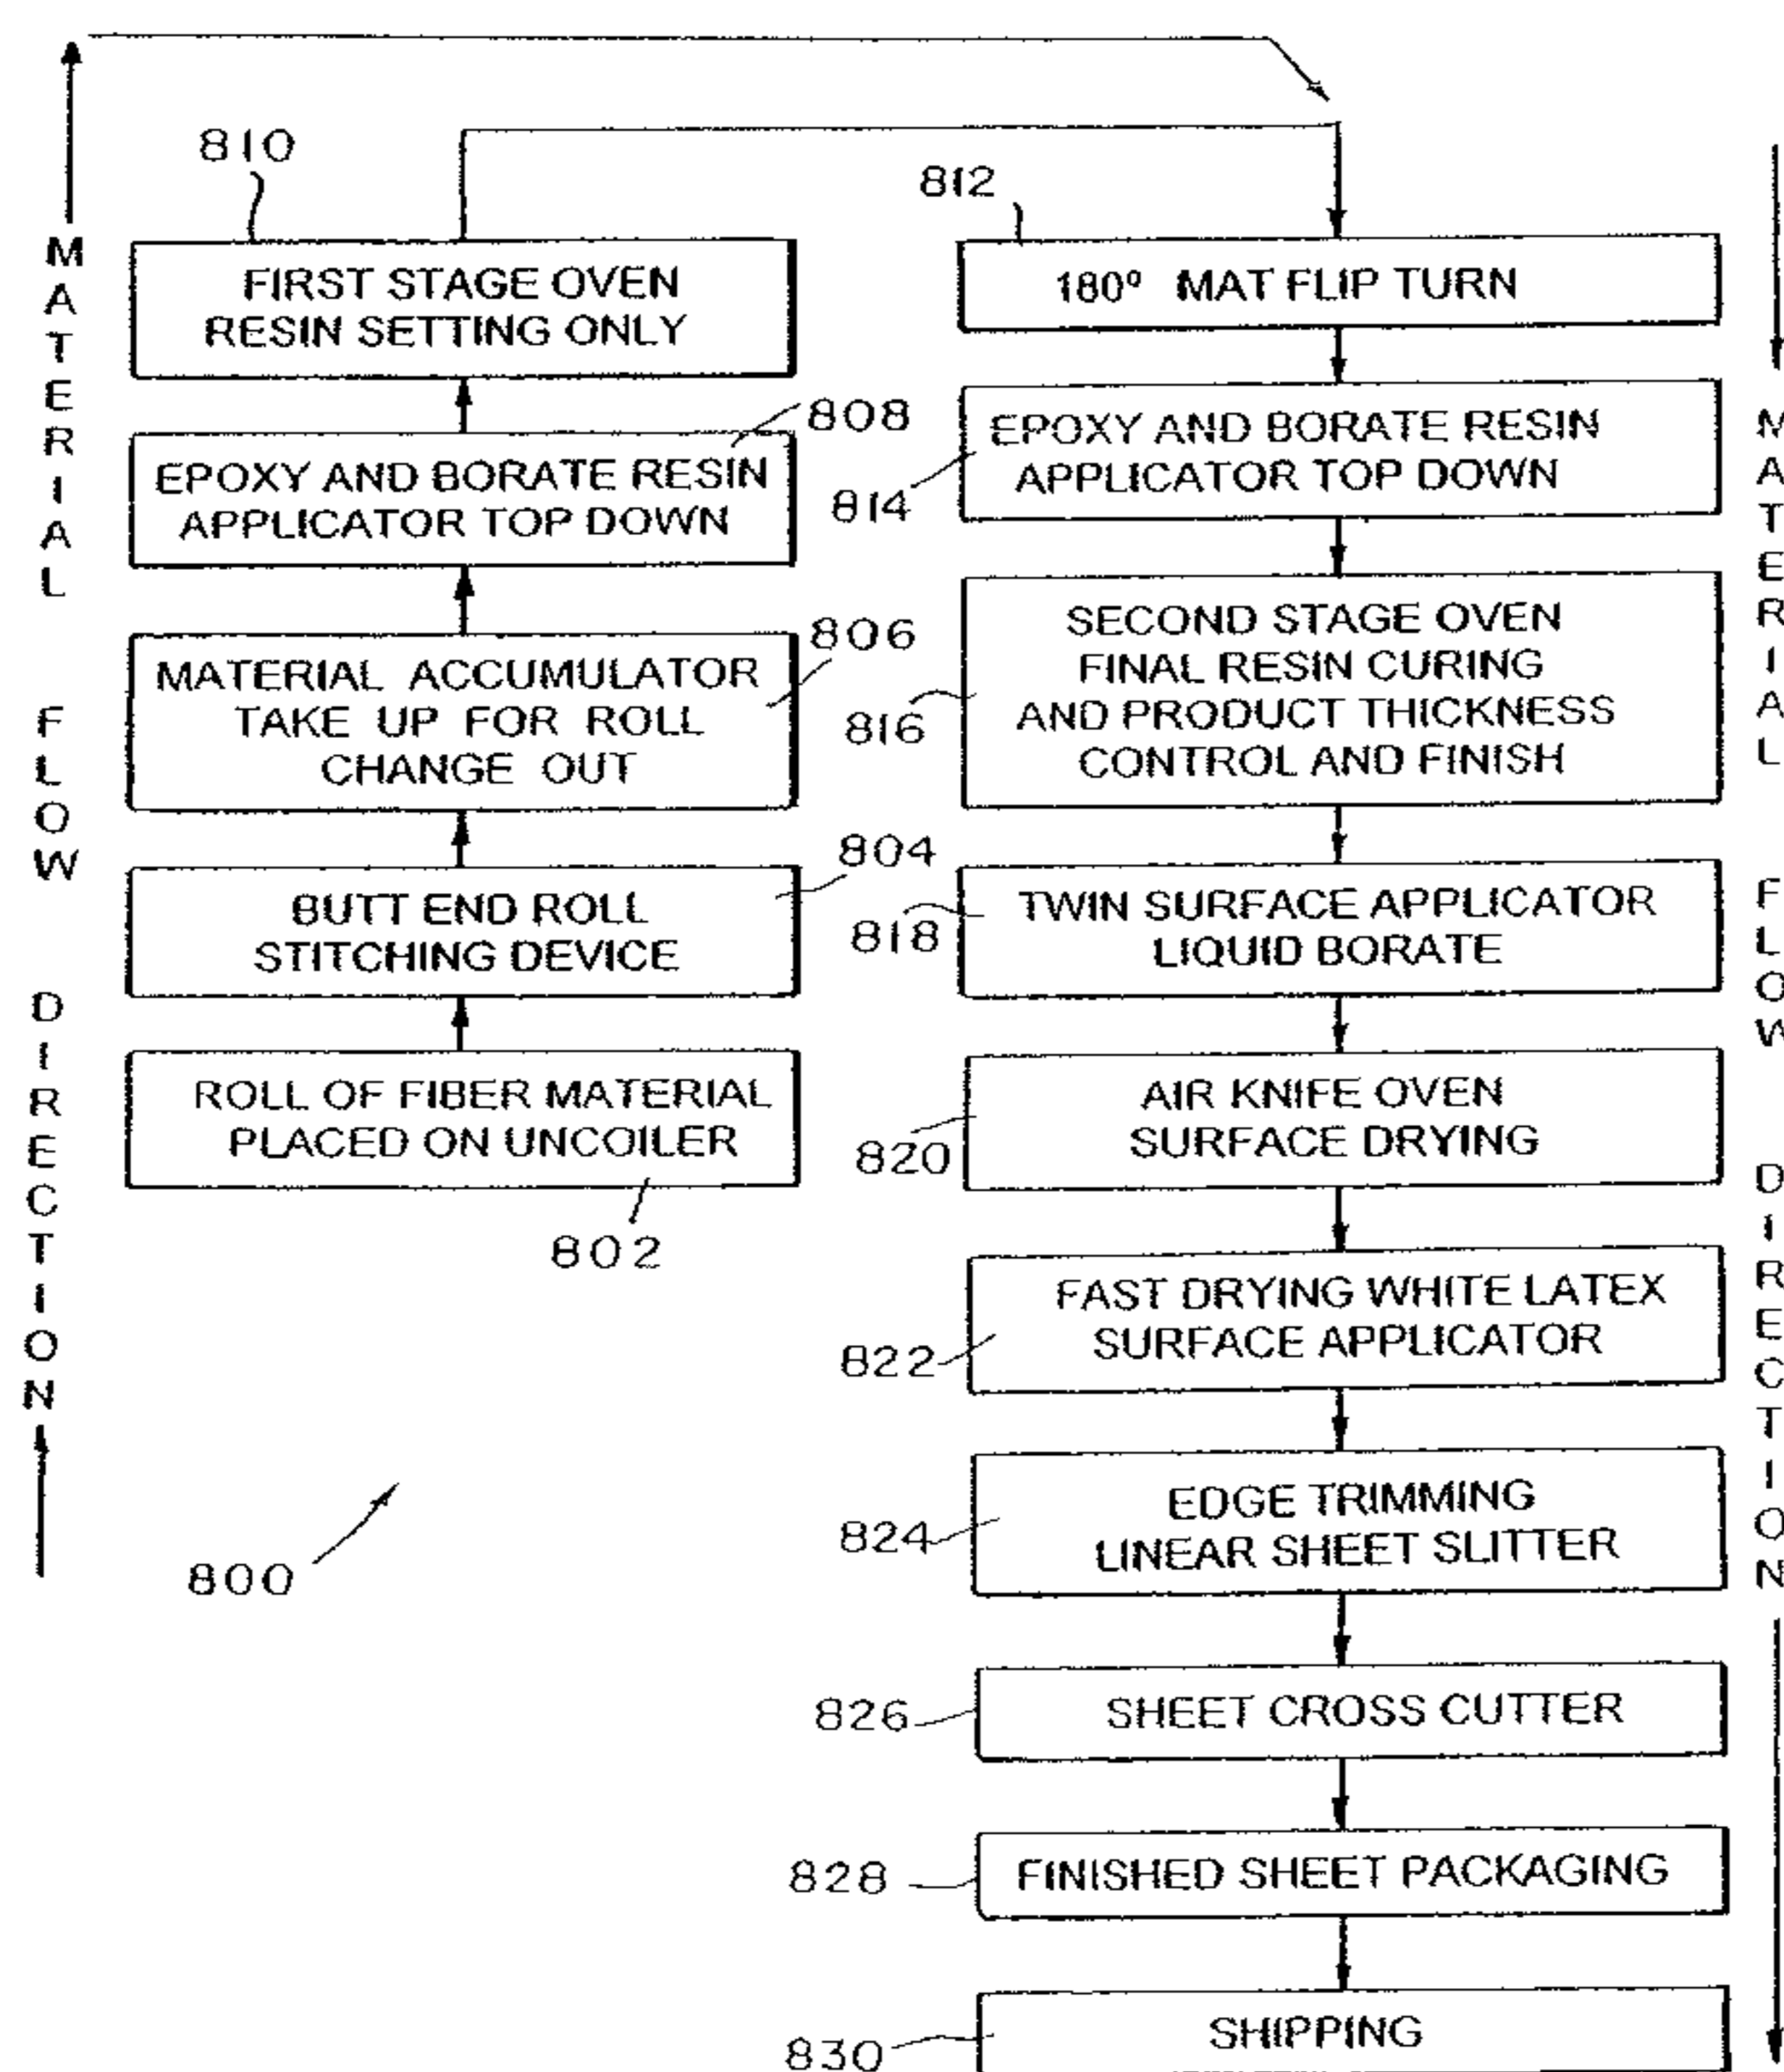 MATERIAL FLOW DIRECTION
810
FIRST STAGE OVEN
RESIN SETTING ONLY
808
EPOXY AND BORATE RESIN
APPLICATOR TOP DOWN
806
MATERIAL ACCUMULATOR
TAKE UP FOR ROLL
CHANGE OUT
804
BUTT END ROLL
STITCHING DEVICE
ROLL OF FIBER MATERIAL
PLACED ON UNCOILER
802
800
812
180º MAT FLIP TURN
814
EPOXY AND BORATE RESIN
APPLICATOR TOP DOWN
816
SECOND STAGE OVEN
FINAL RESIN CURING
AND PRODUCT THICKNESS
CONTROL AND FINISH
818
TWIN SURFACE APPLICATOR
LIQUID BORATE
820
AIR KNIFE OVEN
SURFACE DRYING
822
FAST DRYING WHITE LATEX
SURFACE APPLICATOR
824
EDGE TRIMMING
LINEAR SHEET SLITTER
826
SHEET CROSS CUTTER
828
FINISHED SHEET PACKAGING
830
SHIPPING
MATERIAL FLOW DIRECTION